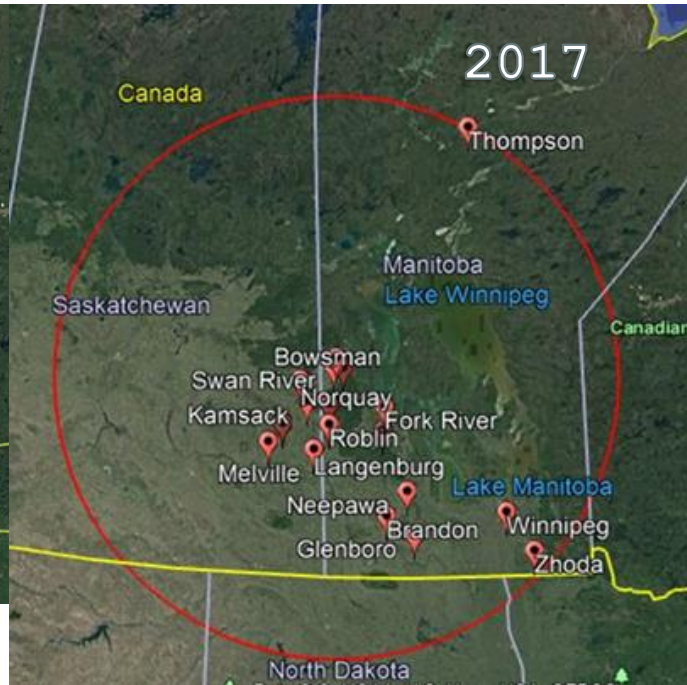 2017
Canada
Thompson
Manitoba
Lake Winnipeg
Saskatchewan
Canadian
Bowsman
Swan River
Norquay
Kamsack
Fork River
Roblin
Melville
Langenburg
Lake Manitoba
Neepawa
Winnipeg
Brandon
Glenboro
Zhoda
North Dakota